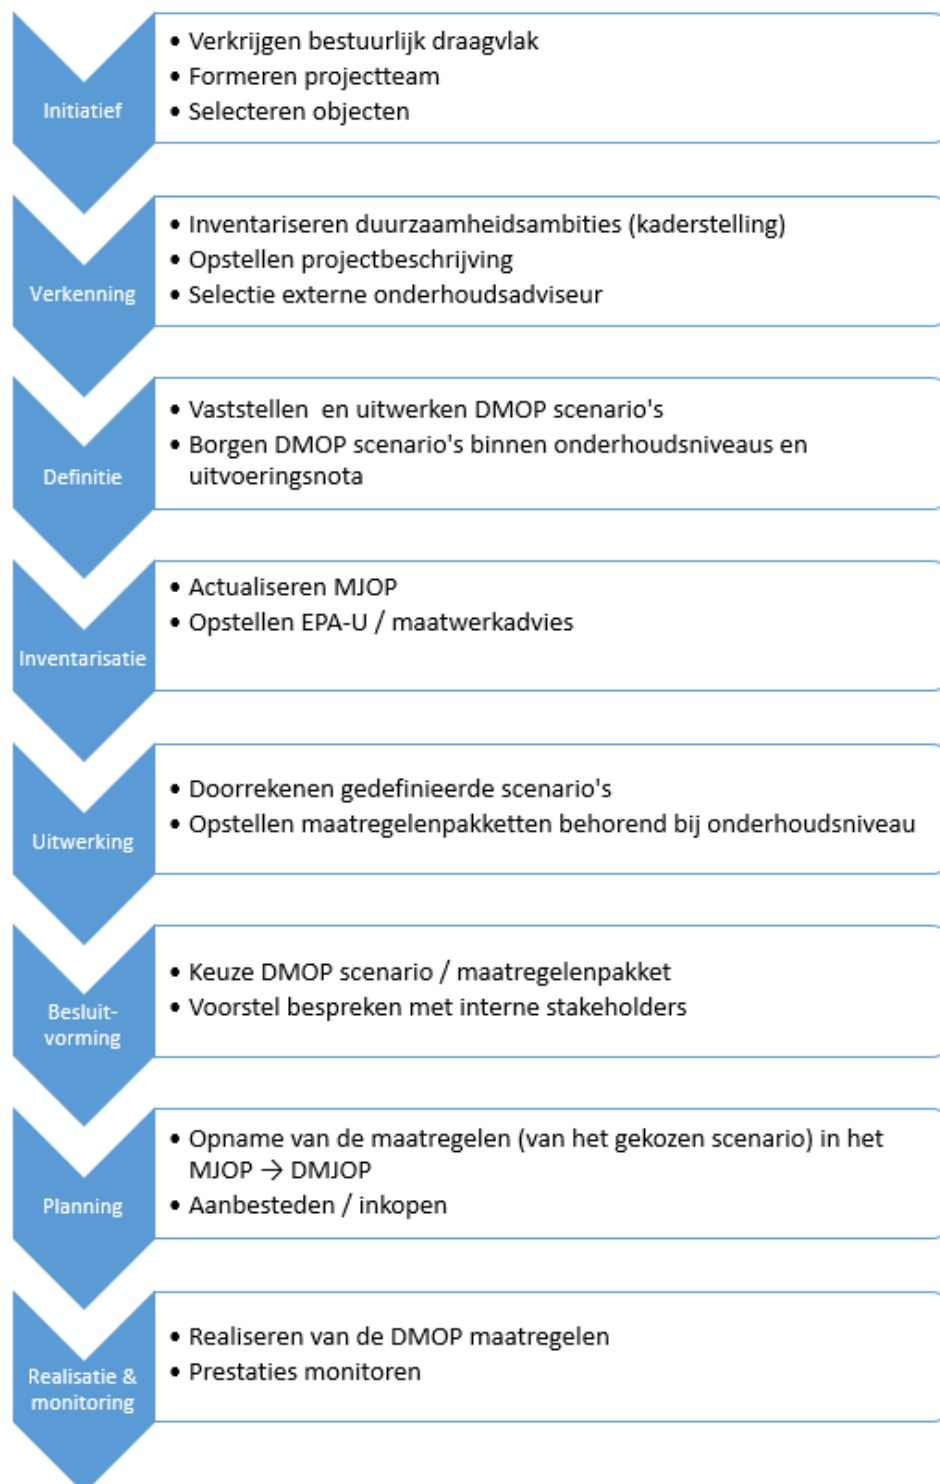 Initiatief
• Verkrijgen bestuurlijk draagvlak
• Formeren projectteam
• Selecteren objecten
Verkenning
• Inventariseren duurzaamheidsambities (kaderstelling)
• Opstellen projectbeschrijving
• Selectie externe onderhoudsadviseur
Definitie
• Vaststellen en uitwerken DMOP scenario's
• Borgen DMOP scenario's binnen onderhoudsniveaus en
uitvoeringsnota
Inventarisatie
• Actualiseren MJOP
• Opstellen EPA-U / maatwerkadvies
Uitwerking
• Doorrekenen gedefinieerde scenario's
• Opstellen maatregelenpakketten behorend bij onderhoudsniveau
Besluit-
vorming
• Keuze DMOP scenario / maatregelenpakket
• Voorstel bespreken met interne stakeholders
Planning
• Opname van de maatregelen (van het gekozen scenario) in het
MJOP → DMJOP
• Aanbesteden / inkopen
Realisatie &
monitoring
• Realiseren van de DMOP maatregelen
• Prestaties monitoren